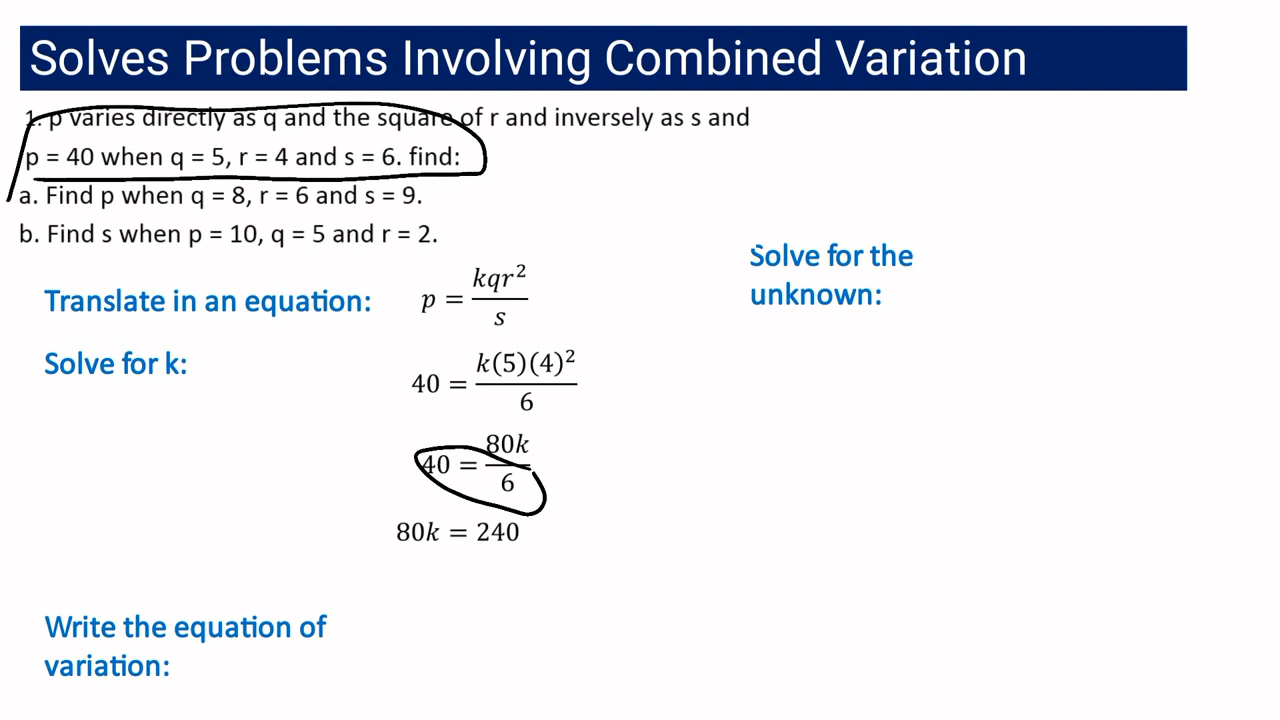 Solves Problems Involving Combined Variation
1. p varies directly as q and the square of r and inversely as s and
p = 40 when q = 5, r = 4 and s = 6. find:
a. Find p when q = 8, r = 6 and s = 9.
b. Find s when p = 10, q = 5 and r = 2.
Translate in an equation: p = kqr²/s
Solve for k:
40 = k(5)(4)²/6
40 = 80k/6
80k = 240
Write the equation of
variation:
Solve for the
unknown: